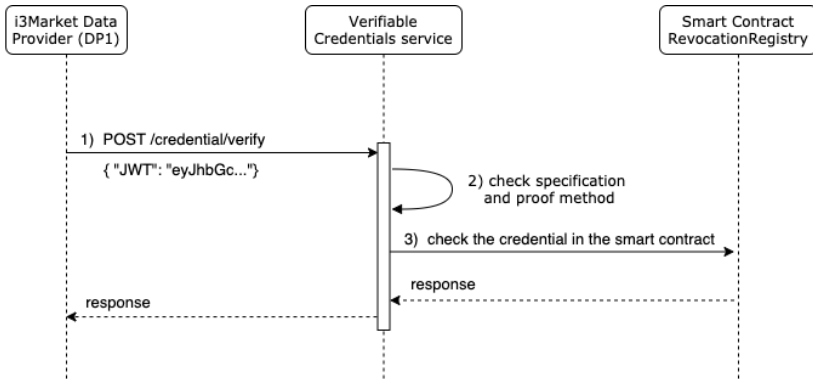 i3Market Data
Provider (DP1)
Verifiable
Credentials service
Smart Contract
RevocationRegistry
1) POST /credential/verify
{ "JWT": "eyJhbGc..."}
2) check specification
and proof method
3) check the credential in the smart contract
response
response